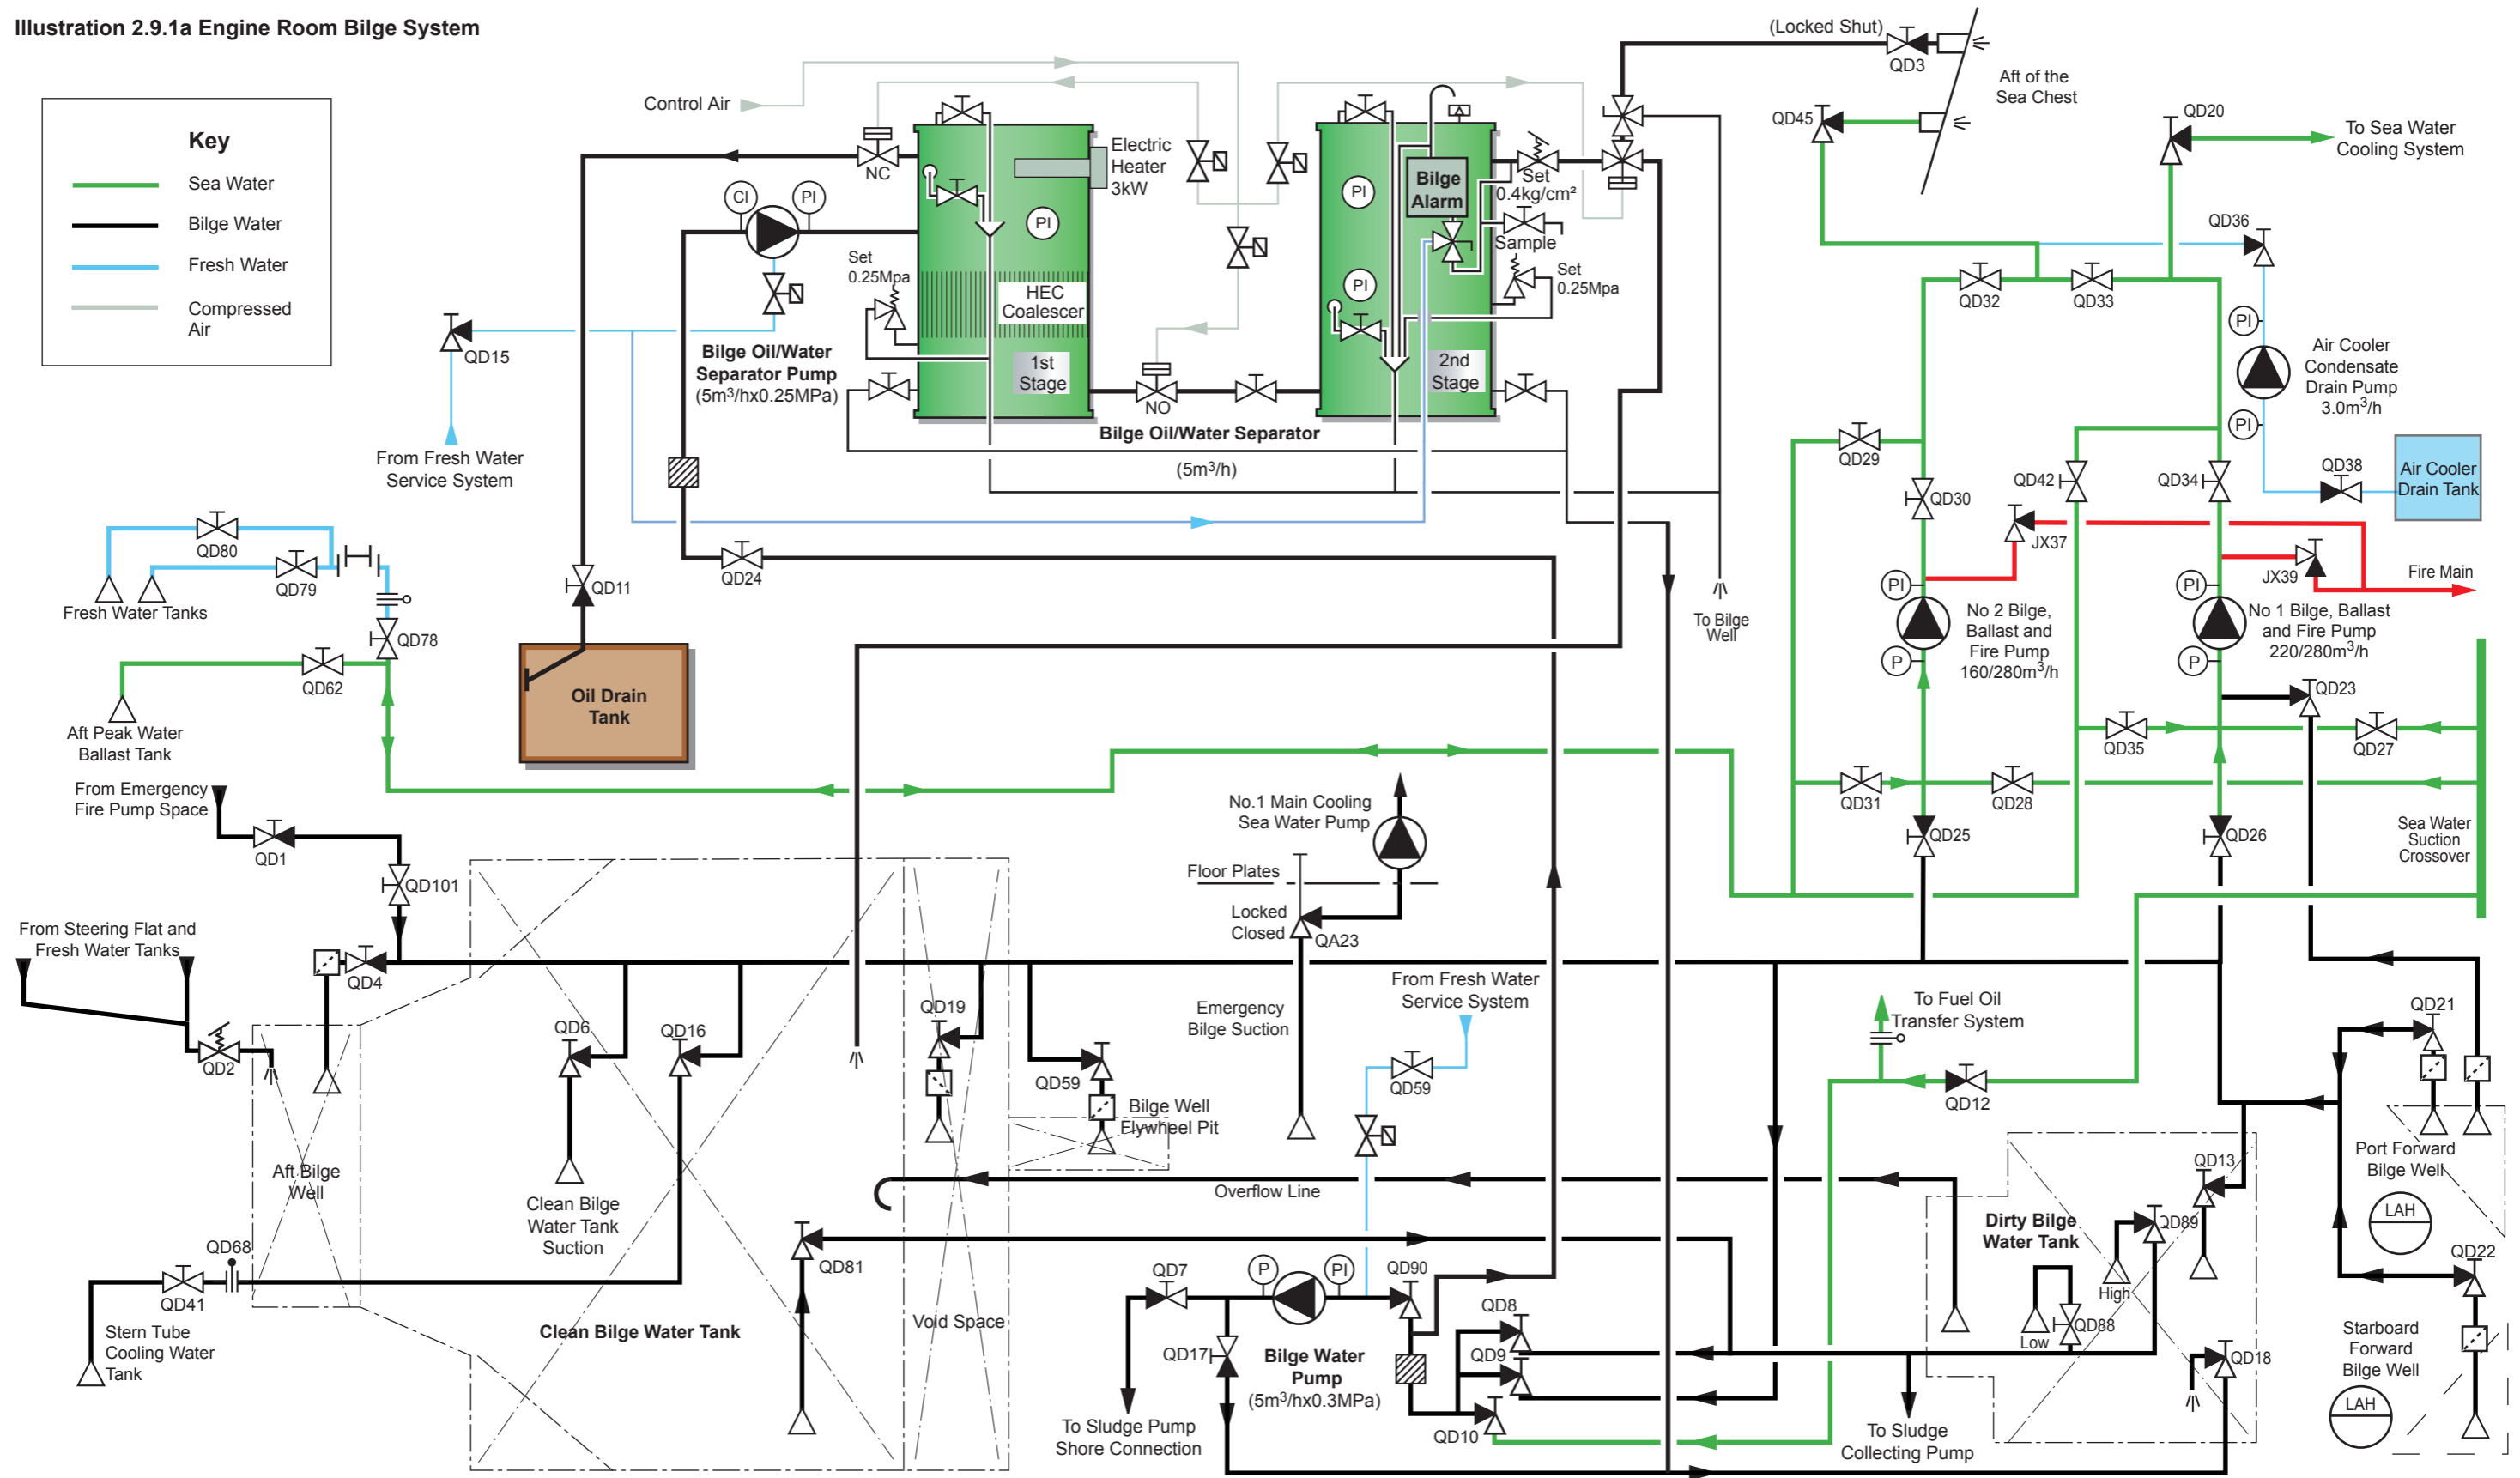 Illustration 2.9.1a Engine Room Bilge System
Key
Sea Water
Bilge Water
Fresh Water
Compressed
Air
Control Air
NC
Electric
Heater
3kW
CI
PI
PI
Set
0.25Mpa
HEC
Coalescer
1st
Stage
Bilge Oil/Water
Separator Pump
(5m³/hx0.25MPa)
QD15
From Fresh Water
Service System
NO
Bilge Oil/Water Separator
(5m³/h)
PI
PI
Bilge
Alarm
Set
0.4kg/cm²
Sample
Set
0.25Mpa
2nd
Stage
(Locked Shut)
QD3
Aft of the
Sea Chest
QD45
QD20
To Sea Water
Cooling System
QD36
QD32
QD33
PI
Air Cooler
Condensate
Drain Pump
3.0m³/h
PI
QD38
Air Cooler
Drain Tank
QD29
QD30
QD42
QD34
JX37
JX39
Fire Main
PI
P
No 2 Bilge,
Ballast and
Fire Pump
160/280m³/h
PI
P
No 1 Bilge, Ballast
and Fire Pump
220/280m³/h
QD23
QD35
QD27
QD31
QD28
QD25
QD26
Sea Water
Suction
Crossover
QD80
QD79
Fresh Water Tanks
QD78
QD62
Aft Peak Water
Ballast Tank
QD24
QD11
Oil Drain
Tank
To Bilge
Well
From Emergency
Fire Pump Space
QD1
QD101
From Steering Flat and
Fresh Water Tanks
QD4
QD2
Aft Bilge
Well
QD6
QD16
Clean Bilge
Water Tank
Suction
QD19
QD59
Bilge Well
Flywheel Pit
No.1 Main Cooling
Sea Water Pump
Floor Plates
Locked
Closed
QA23
Emergency
Bilge Suction
From Fresh Water
Service System
QD59
To Fuel Oil
Transfer System
QD12
QD21
Port Forward
Bilge Well
LAH
QD22
Starboard
Forward
Bilge Well
LAH
QD13
QD89
Dirty Bilge
Water Tank
High
Low
QD88
QD18
Overflow Line
QD68
QD41
Stern Tube
Cooling Water
Tank
Clean Bilge Water Tank
QD81
Void Space
QD7
P
PI
QD90
QD17
Bilge Water
Pump
(5m³/hx0.3MPa)
QD8
QD9
QD10
To Sludge Pump
Shore Connection
To Sludge
Collecting Pump